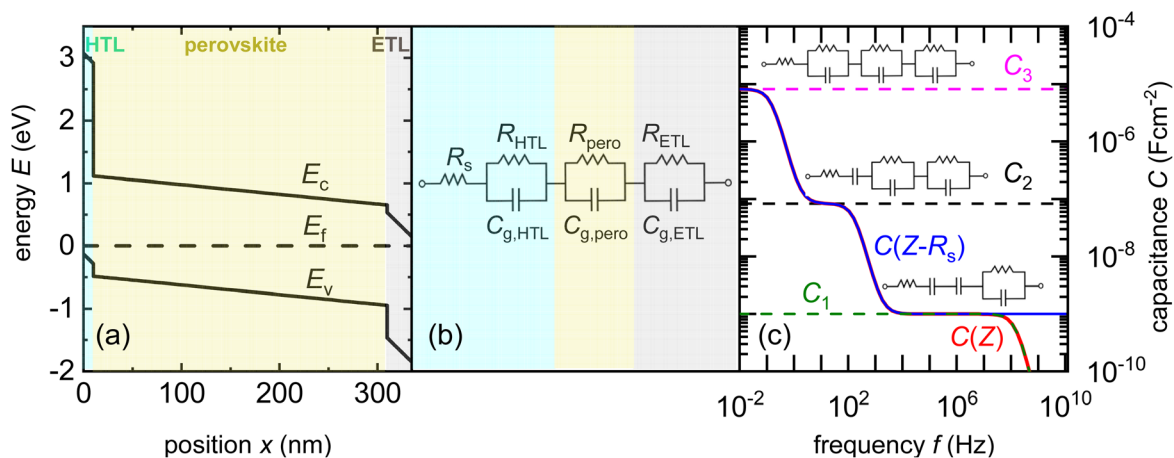 HTL perovskite ETL
energy E (eV)
3
2
1
0
-1
-2
E_c
E_f
E_v
(a)
0 100 200 300
position x (nm)
R_s
R_HTL
R_pero
R_ETL
C_g,HTL
C_g,pero
C_g,ETL
(b)
C_3
C_2
C(Z-R_s)
C_1
C(Z)
(c)
10^-2 10^2 10^6 10^10
frequency f (Hz)
10^-4
10^-6
10^-8
10^-10
capacitance C (Fcm^-2)